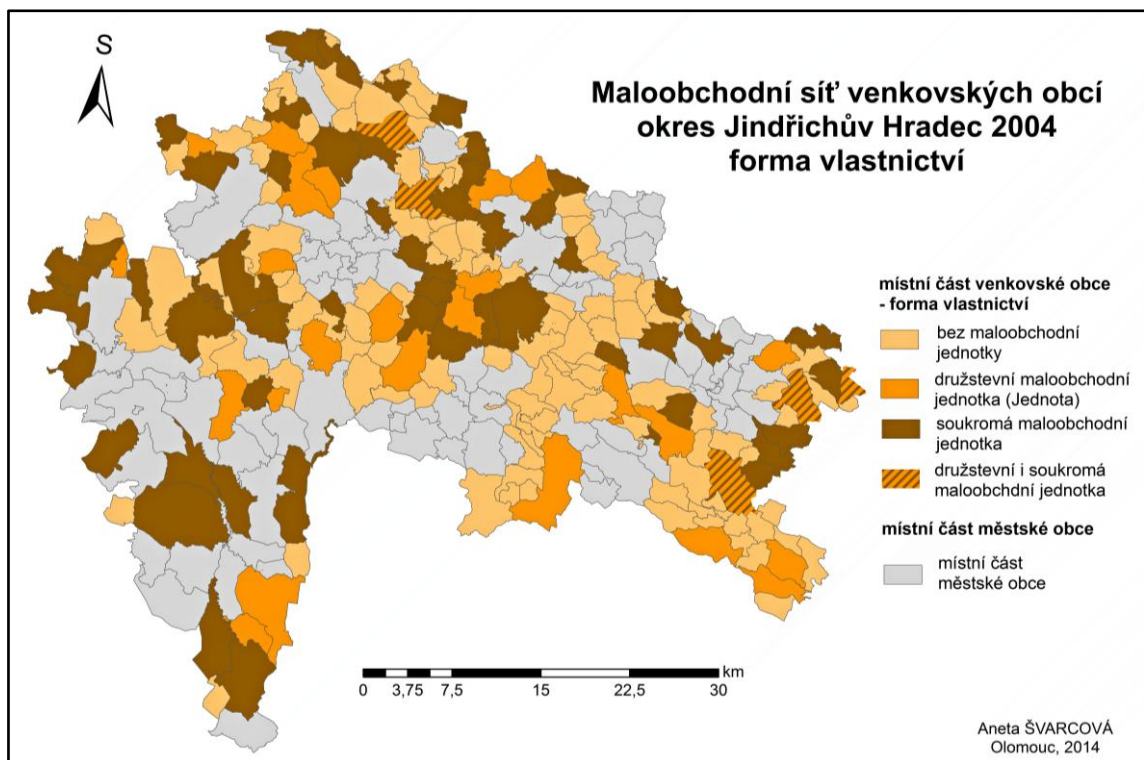 S
Maloobchodní síť venkovských obcí
okres Jindřichův Hradec 2004
forma vlastnictví
místní část venkovské obce
- forma vlastnictví
bez maloobchodní
jednotky
družstevní maloobchodní
jednotka (Jednota)
soukromá maloobchodní
jednotka
družstevní i soukromá
maloobchdní jednotka
místní část městské obce
místní část
městské obce
km
0 3,75 7,5 15 22,5 30
Aneta ŠVARCOVÁ
Olomouc, 2014